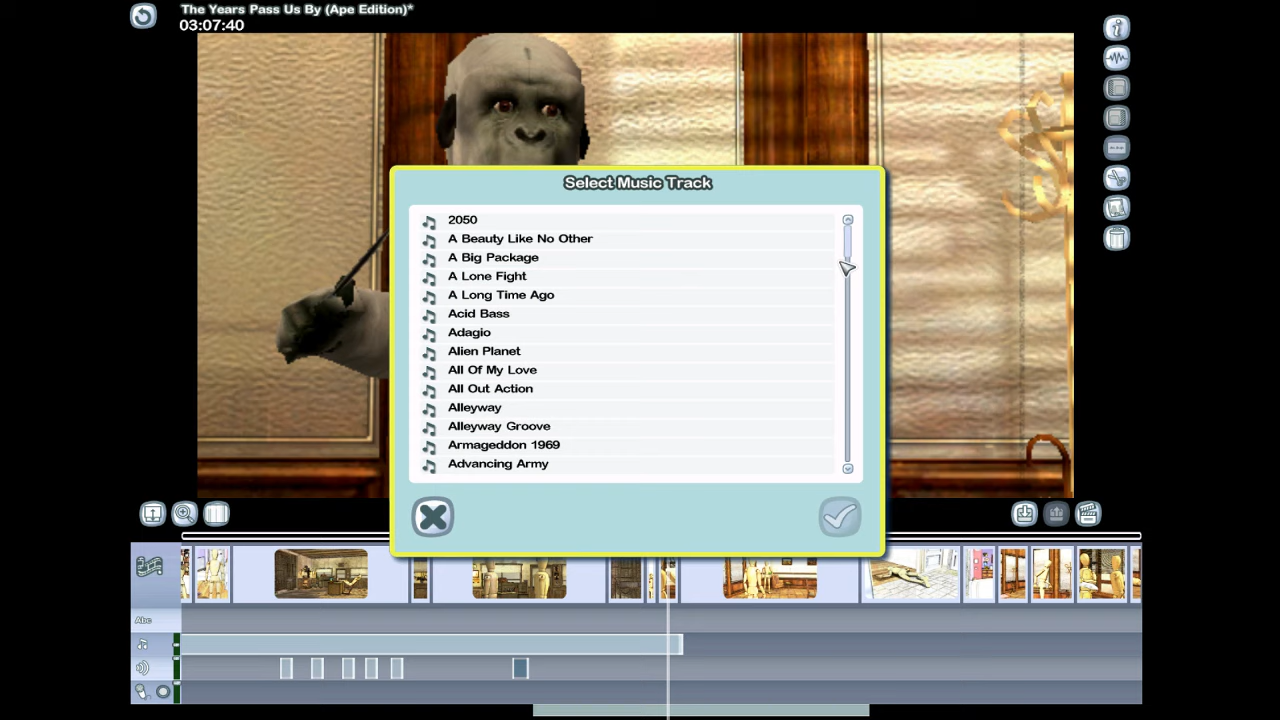 The Years Pass Us By (Ape Edition)*
03:07:40
Select Music Track
2050
A Beauty Like No Other
A Big Package
A Lone Fight
A Long Time Ago
Acid Bass
Adagio
Alien Planet
All Of My Love
All Out Action
Alleyway
Alleyway Groove
Armageddon 1969
Advancing Army
Abc